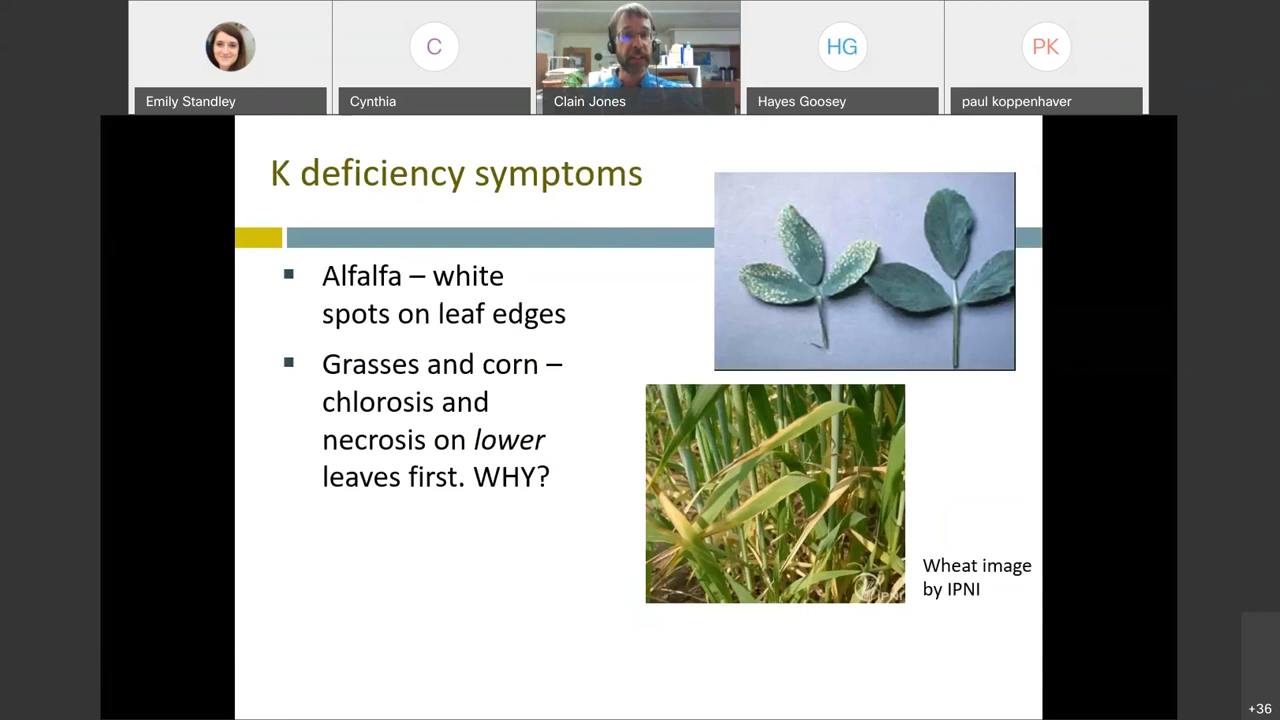 C
HG
PK
Emily Standley
Cynthia
Clain Jones
Hayes Goosey
paul koppenhaver
K deficiency symptoms
Alfalfa – white
spots on leaf edges
Grasses and corn –
chlorosis and
necrosis on lower
leaves first. WHY?
IPNI
Wheat image
by IPNI
+36